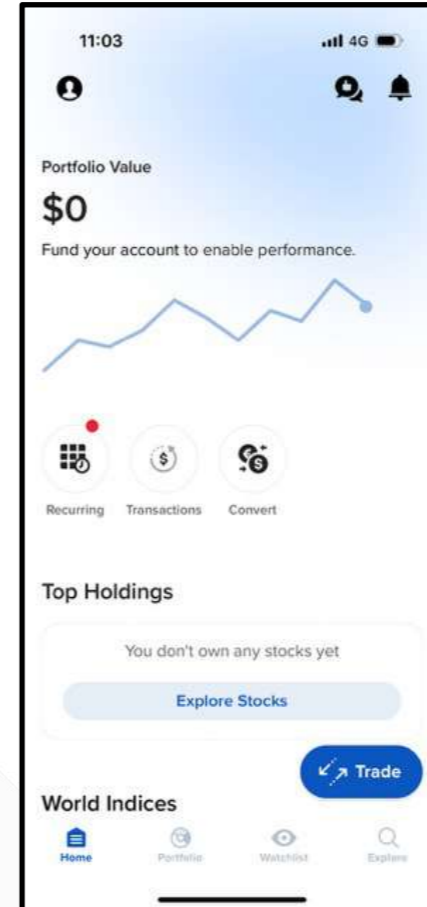 11:03
4G
Portfolio Value
$0
Fund your account to enable performance.
Recurring
Transactions
Convert
Top Holdings
You don't own any stocks yet
Explore Stocks
Trade
World Indices
Home
Portfolio
Watchlist
Explore